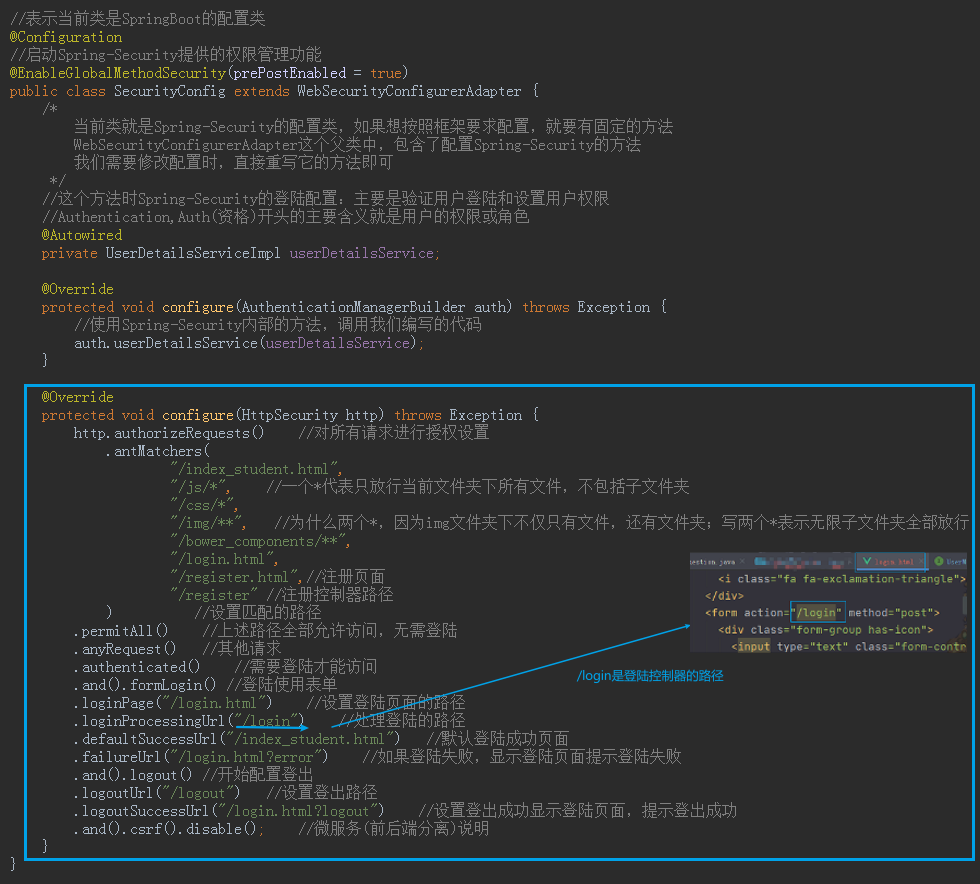 //表示当前类是SpringBoot的配置类
@Configuration
//启动Spring-Security提供的权限管理功能
@EnableGlobalMethodSecurity(prePostEnabled = true)
public class SecurityConfig extends WebSecurityConfigurerAdapter {
/*
当前类就是Spring-Security的配置类，如果想按照框架要求配置，就要有固定的方法
WebSecurityConfigurerAdapter这个父类中，包含了配置Spring-Security的方法
我们需要修改配置时，直接重写它的方法即可
*/
//这个方法时Spring-Security的登陆配置：主要是验证用户登陆和设置用户权限
//Authentication,Auth(资格)开头的主要含义就是用户的权限或角色
@Autowired
private UserDetailsServiceImpl userDetailsService;
@Override
protected void configure(AuthenticationManagerBuilder auth) throws Exception {
//使用Spring-Security内部的方法，调用我们编写的代码
auth.userDetailsService(userDetailsService);
}
@Override
protected void configure(HttpSecurity http) throws Exception {
http.authorizeRequests() //对所有请求进行授权设置
.antMatchers(
"/index_student.html",
"/js/*", //一个*代表只放行当前文件夹下所有文件，不包括子文件夹
"/css/*",
"/img/**", //为什么两个*，因为img文件夹下不仅只有文件，还有文件夹；写两个*表示无限子文件夹全部放行
"/bower_components/**",
"/login.html",
"/register.html",//注册页面
"/register" //注册控制器路径
) //设置匹配的路径
.permitAll() //上述路径全部允许访问，无需登陆
.anyRequest() //其他请求
.authenticated() //需要登陆才能访问
.and().formLogin() //登陆使用表单
.loginPage("/login.html") //设置登陆页面的路径
.loginProcessingUrl("/login") //处理登陆的路径
.defaultSuccessUrl("/index_student.html") //默认登陆成功页面
.failureUrl("/login.html?error") //如果登陆失败，显示登陆页面提示登陆失败
.and().logout() //开始配置登出
.logoutUrl("/logout") //设置登出路径
.logoutSuccessUrl("/login.html?logout") //设置登出成功显示登陆页面，提示登出成功
.and().csrf().disable(); //微服务(前后端分离)说明
}
}
login.html
<i class="fa fa-exclamation-triangle">
</div>
<form action="/login" method="post">
<div class="form-group has-icon">
<input type="text" class="form-contr
/login是登陆控制器的路径